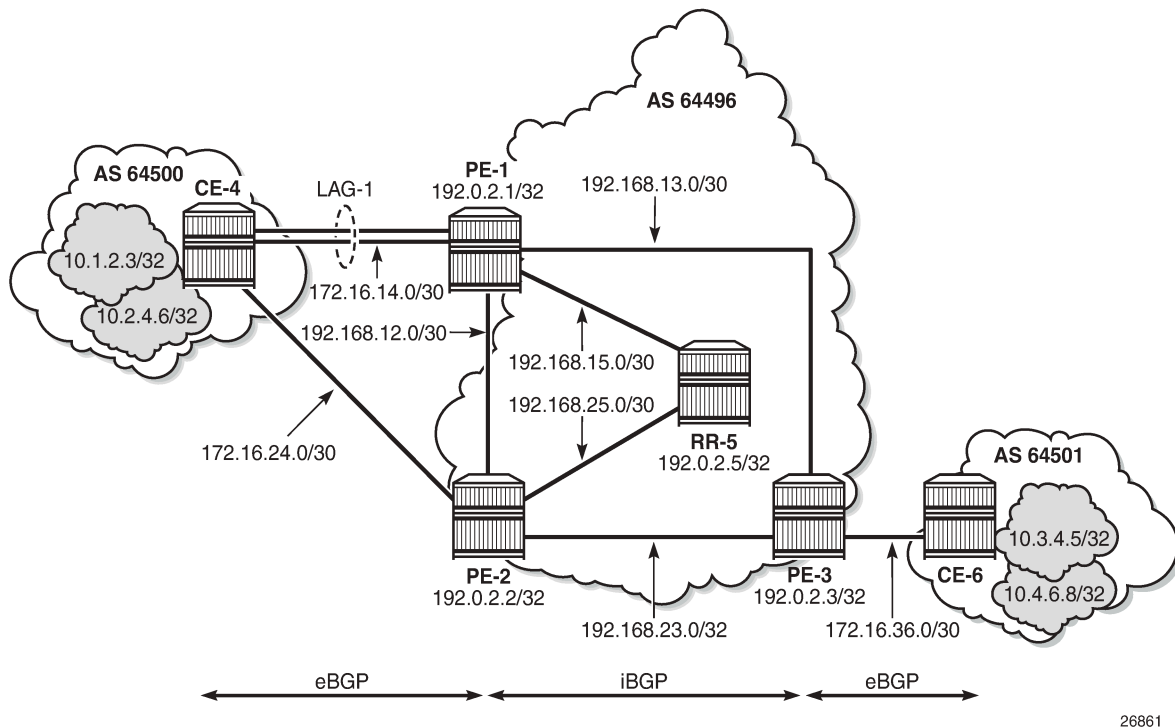 AS 64496
AS 64500
CE-4
LAG-1
PE-1
192.0.2.1/32
192.168.13.0/30
10.1.2.3/32
10.2.4.6/32
172.16.14.0/30
192.168.12.0/30
192.168.15.0/30
192.168.25.0/30
172.16.24.0/30
RR-5
192.0.2.5/32
AS 64501
10.3.4.5/32
10.4.6.8/32
PE-2
192.0.2.2/32
PE-3
192.0.2.3/32
CE-6
192.168.23.0/32
172.16.36.0/30
eBGP
iBGP
eBGP
26861